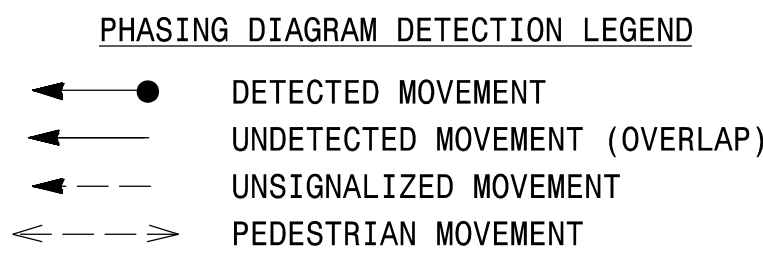 PHASING DIAGRAM DETECTION LEGEND
DETECTED MOVEMENT
UNDETECTED MOVEMENT (OVERLAP)
UNSIGNALIZED MOVEMENT
PEDESTRIAN MOVEMENT